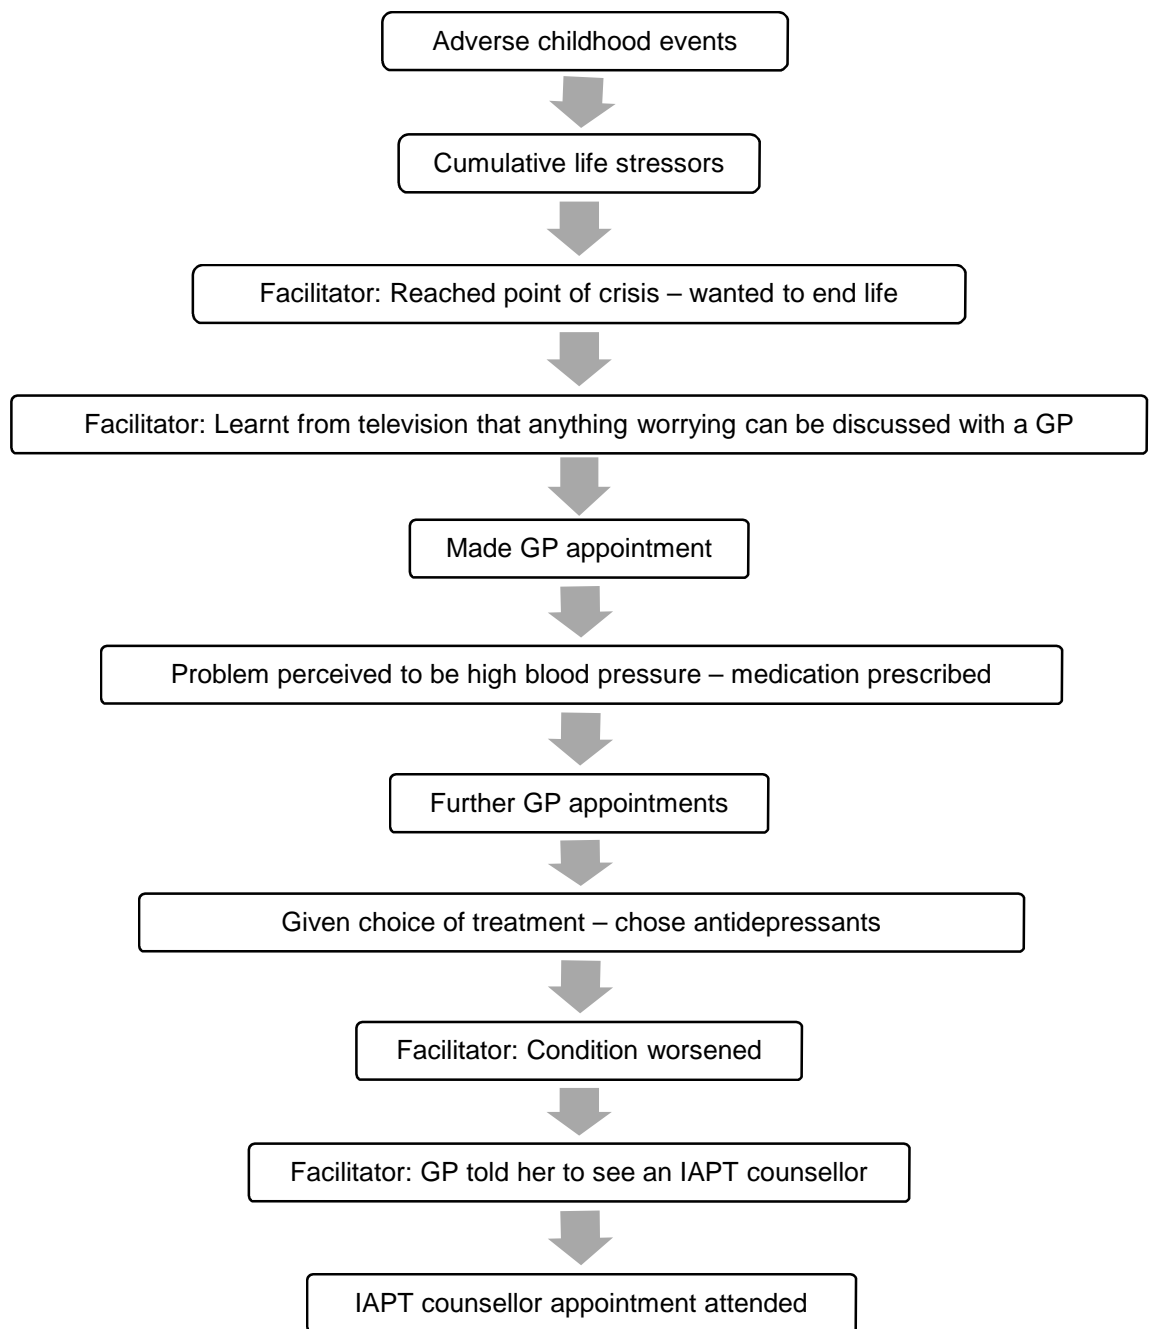 Adverse childhood events
Cumulative life stressors
Facilitator: Reached point of crisis – wanted to end life
Facilitator: Learnt from television that anything worrying can be discussed with a GP
Made GP appointment
Problem perceived to be high blood pressure – medication prescribed
Further GP appointments
Given choice of treatment – chose antidepressants
Facilitator: Condition worsened
Facilitator: GP told her to see an IAPT counsellor
IAPT counsellor appointment attended